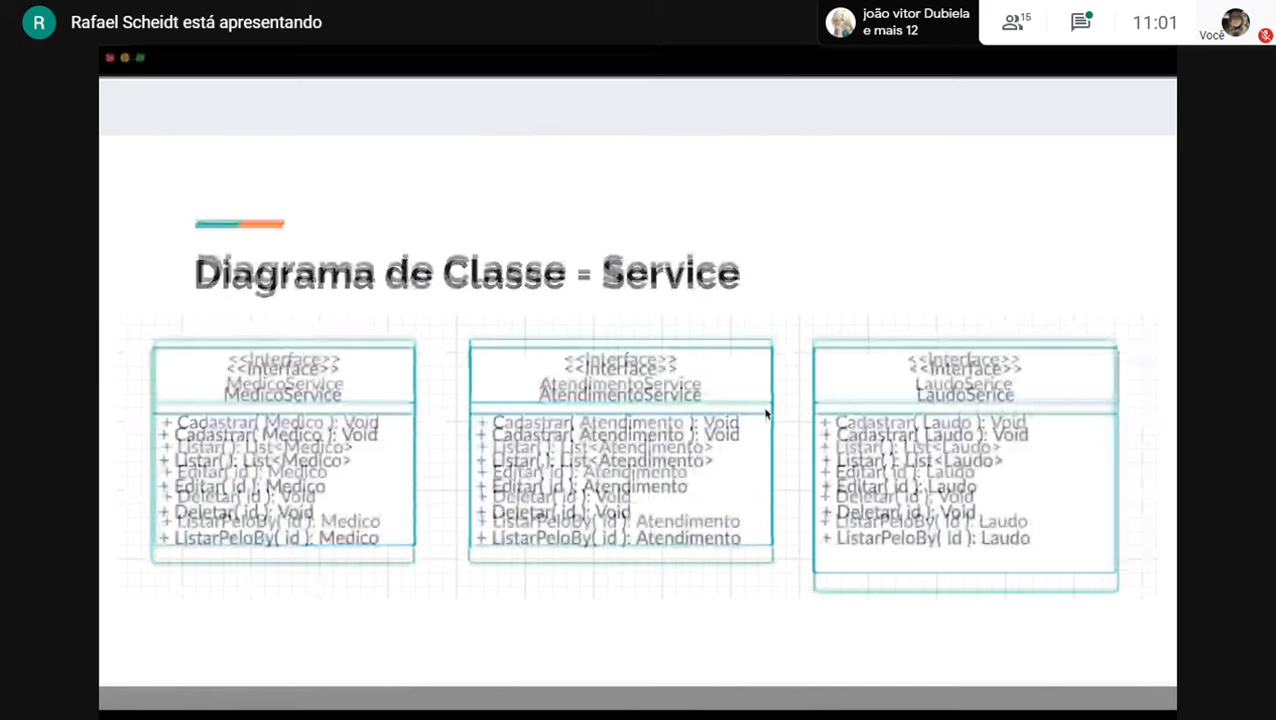 R Rafael Scheidt está apresentando
joão vitor Dubiela
e mais 12
15
11:01
Você
Diagrama de Classe = Service
<<Interface>>
MedicoService
+ Cadastrar( Medico ): Void
+ Listar( ): List<Medico>
+ Editar( id ): Medico
+ Deletar( id ): Void
+ ListarPeloBy( id ): Medico
<<Interface>>
AtendimentoService
+ Cadastrar( Atendimento ): Void
+ Listar( ): List<Atendimento>
+ Editar( id ): Atendimento
+ Deletar( id ): Void
+ ListarPeloBy( id ): Atendimento
<<Interface>>
LaudoSerice
+ Cadastrar( Laudo ): Void
+ Listar( ): List<Laudo>
+ Editar( id ): Laudo
+ Deletar( id ): Void
+ ListarPeloBy( id ): Laudo